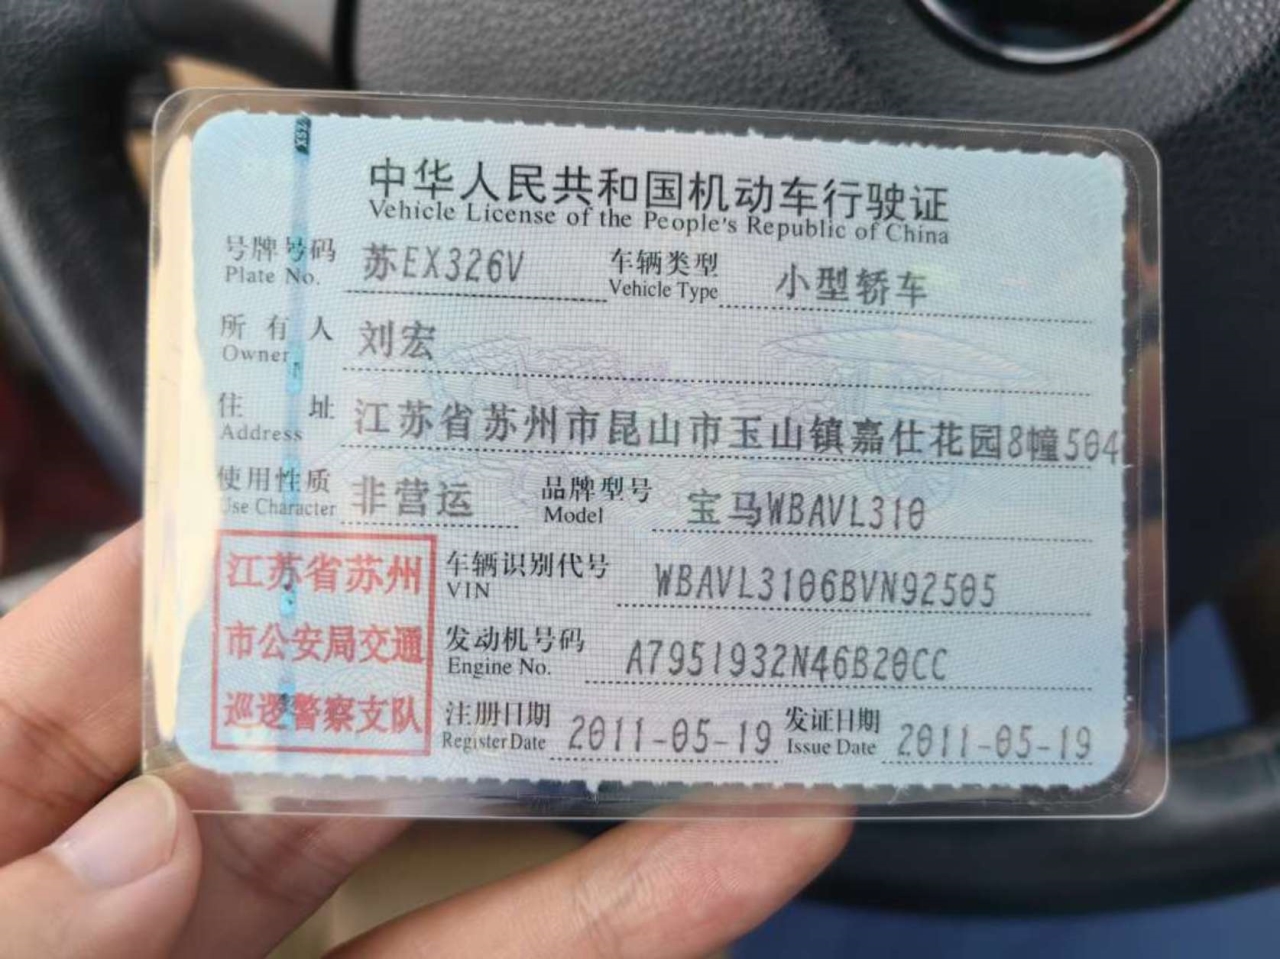 中华人民共和国机动车行驶证
Vehicle License of the People's Republic of China
号牌号码 苏EX326V 车辆类型 小型轿车
Plate No. Vehicle Type
所有人 刘宏
Owner
住址 江苏省苏州市昆山市玉山镇嘉仕花园8幢504
Address
使用性质 非营运 品牌型号 宝马WBAVL310
Use Character Model
江苏省苏州
市公安局交通
巡逻警察支队
车辆识别代号 WBAVL3106BVN92505
VIN
发动机号码 A7951932N46B20CC
Engine No.
注册日期 2011-05-19 发证日期 2011-05-19
Register Date Issue Date